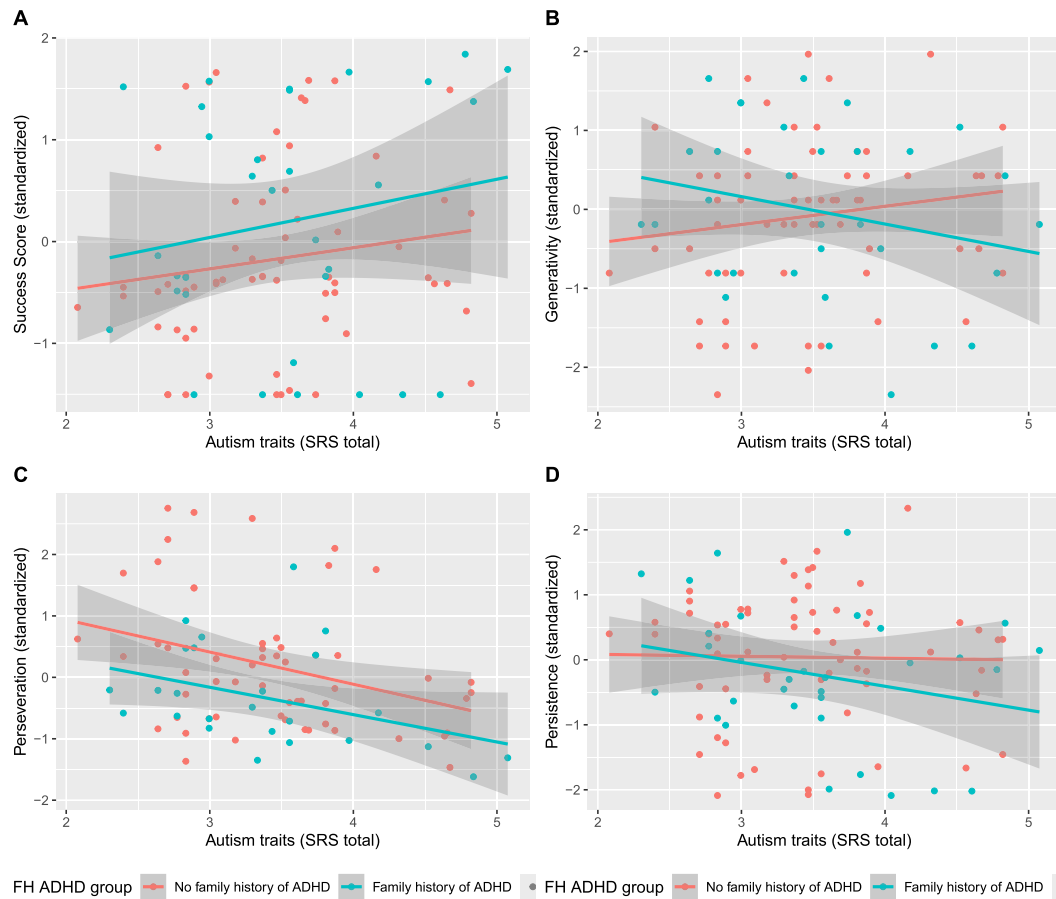 A
Success Score (standardized)
2
1
0
−1
2
3
4
5
Autism traits (SRS total)
B
Generativity (standardized)
2
1
0
−1
−2
2
3
4
5
Autism traits (SRS total)
C
Perseveration (standardized)
2
1
0
−1
−2
2
3
4
5
Autism traits (SRS total)
D
Persistence (standardized)
2
1
0
−1
−2
2
3
4
5
Autism traits (SRS total)
FH ADHD group No family history of ADHD Family history of ADHD
FH ADHD group No family history of ADHD Family history of ADHD